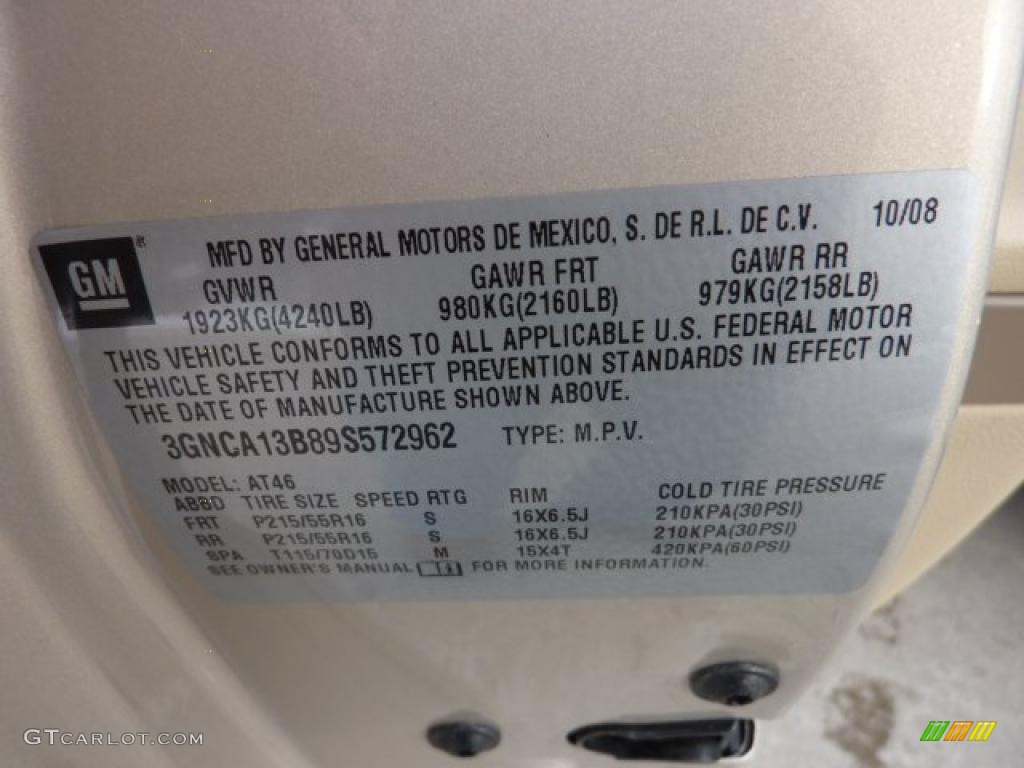 GM ®
MFD BY GENERAL MOTORS DE MEXICO, S. DE R.L. DE C.V. 10/08
GVWR GAWR FRT GAWR RR
1923KG(4240LB) 980KG(2160LB) 979KG(2158LB)
THIS VEHICLE CONFORMS TO ALL APPLICABLE U.S. FEDERAL MOTOR
VEHICLE SAFETY AND THEFT PREVENTION STANDARDS IN EFFECT ON
THE DATE OF MANUFACTURE SHOWN ABOVE.
3GNCA13B89S572962 TYPE: M.P.V.
MODEL: AT46
ABBD TIRE SIZE SPEED RTG RIM COLD TIRE PRESSURE
FRT P215/55R16 S 16X6.5J 210KPA(30PSI)
RR P215/55R16 S 16X6.5J 210KPA(30PSI)
SPA T115/70D15 M 15X4T 420KPA(60PSI)
SEE OWNER'S MANUAL FOR MORE INFORMATION.
GTCARLOT.COM